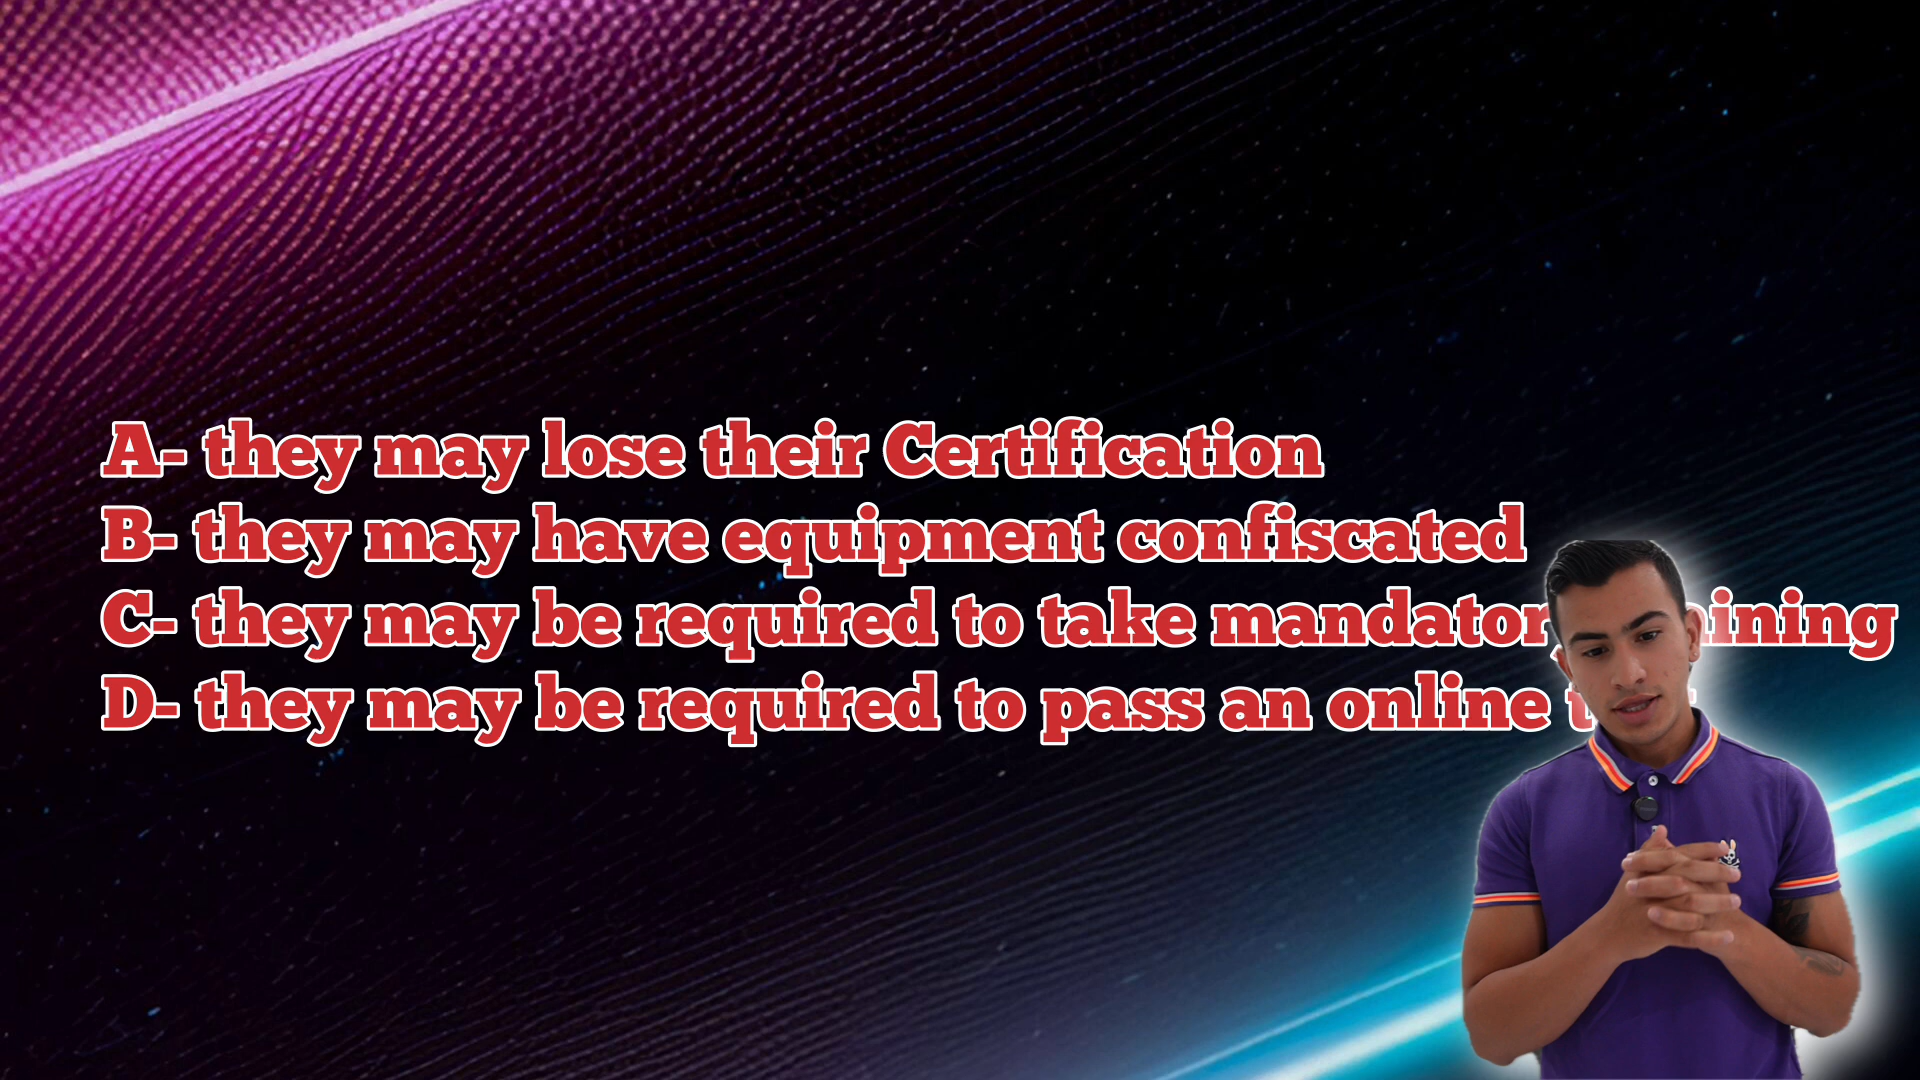 A- they may lose their Certification
B- they may have equipment confiscated
C- they may be required to take mandatory
D- they may be required to pass an online